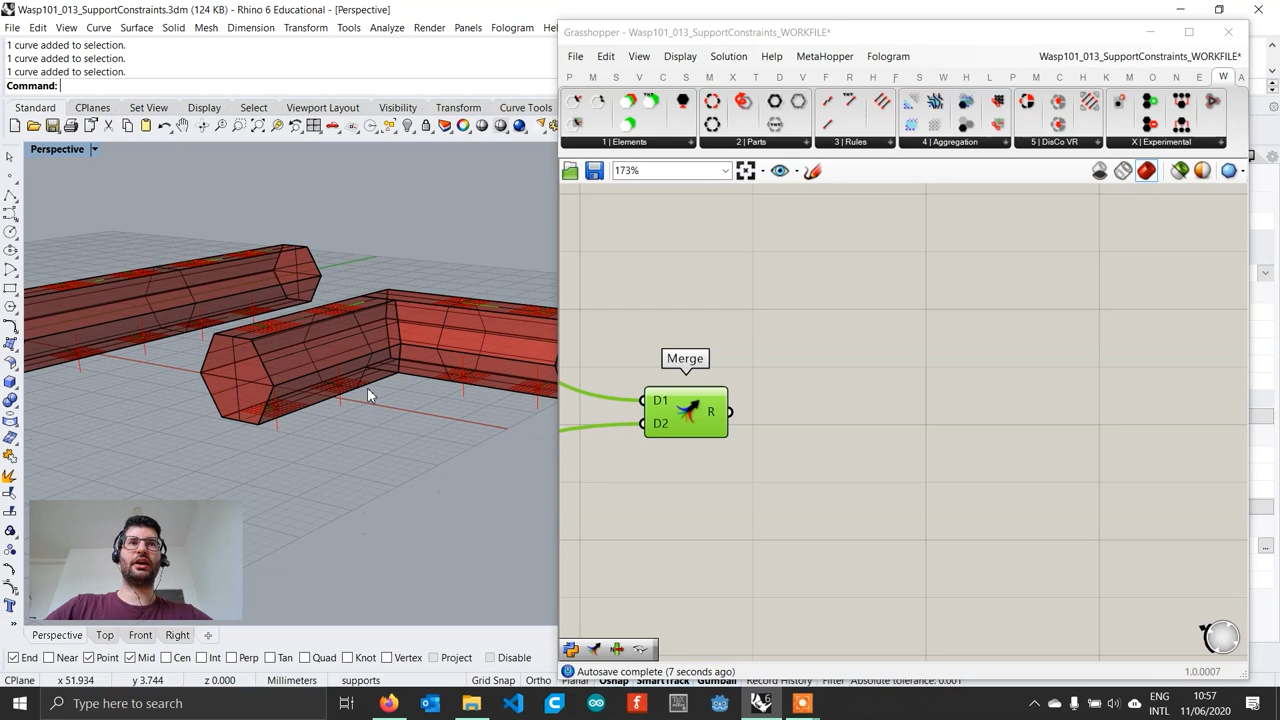 Wasp101_013_SupportConstraints.3dm (124 KB) - Rhino 6 Educational - [Perspective]
File Edit View Curve Surface Solid Mesh Dimension Transform Tools Analyze Render Panels Fologram He
1 curve added to selection.
1 curve added to selection.
1 curve added to selection.
Command:
Standard CPlanes Set View Display Select Viewport Layout Visibility Transform Curve Tools
Perspective
Grasshopper - Wasp101_013_SupportConstraints_WORKFILE*
File Edit View Display Solution Help MetaHopper Fologram Wasp101_013_SupportConstraints_WORKFILE*
P M S V C S M X T D F R H F S M W D L P M C H K B O N E W A
1 | Elements 2 | Parts 3 | Rules 4 | Aggregation 5 | DisCo VR X | Experimental
173%
Merge
D1
D2
R
Autosave complete (7 seconds ago) 1.0.0007
Perspective Top Front Right
End Near Point Mid Cen Int Perp Tan Quad Knot Vertex Project Disable
CPlane x 51.934 y 3.744 z 0.000 Millimeters supports Grid Snap Ortho Planar Osnap SmartTrack Gumball Record History Filter Absolute tolerance: 0.001
Type here to search
ENG
INTL
10:57
11/06/2020